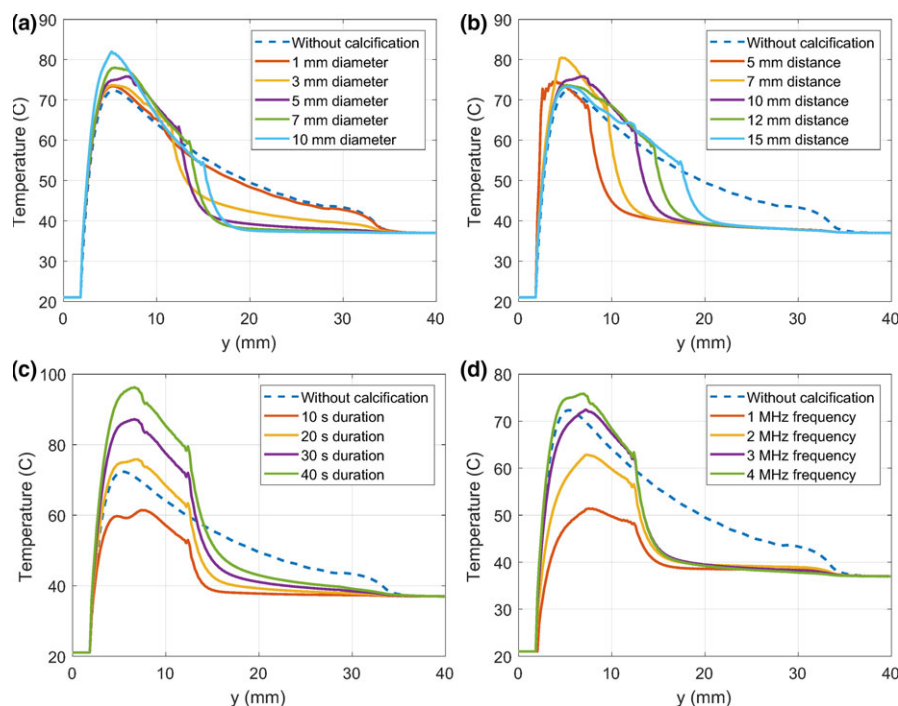 (a)
90
80
70
60
50
40
30
20
Temperature (C)
0 10 20 30 40
y (mm)
Without calcification
1 mm diameter
3 mm diameter
5 mm diameter
7 mm diameter
10 mm diameter
(b)
90
80
70
60
50
40
30
20
Temperature (C)
0 10 20 30 40
y (mm)
Without calcification
5 mm distance
7 mm distance
10 mm distance
12 mm distance
15 mm distance
(c)
100
80
60
40
20
Temperature (C)
0 10 20 30 40
y (mm)
Without calcification
10 s duration
20 s duration
30 s duration
40 s duration
(d)
80
70
60
50
40
30
20
Temperature (C)
0 10 20 30 40
y (mm)
Without calcification
1 MHz frequency
2 MHz frequency
3 MHz frequency
4 MHz frequency